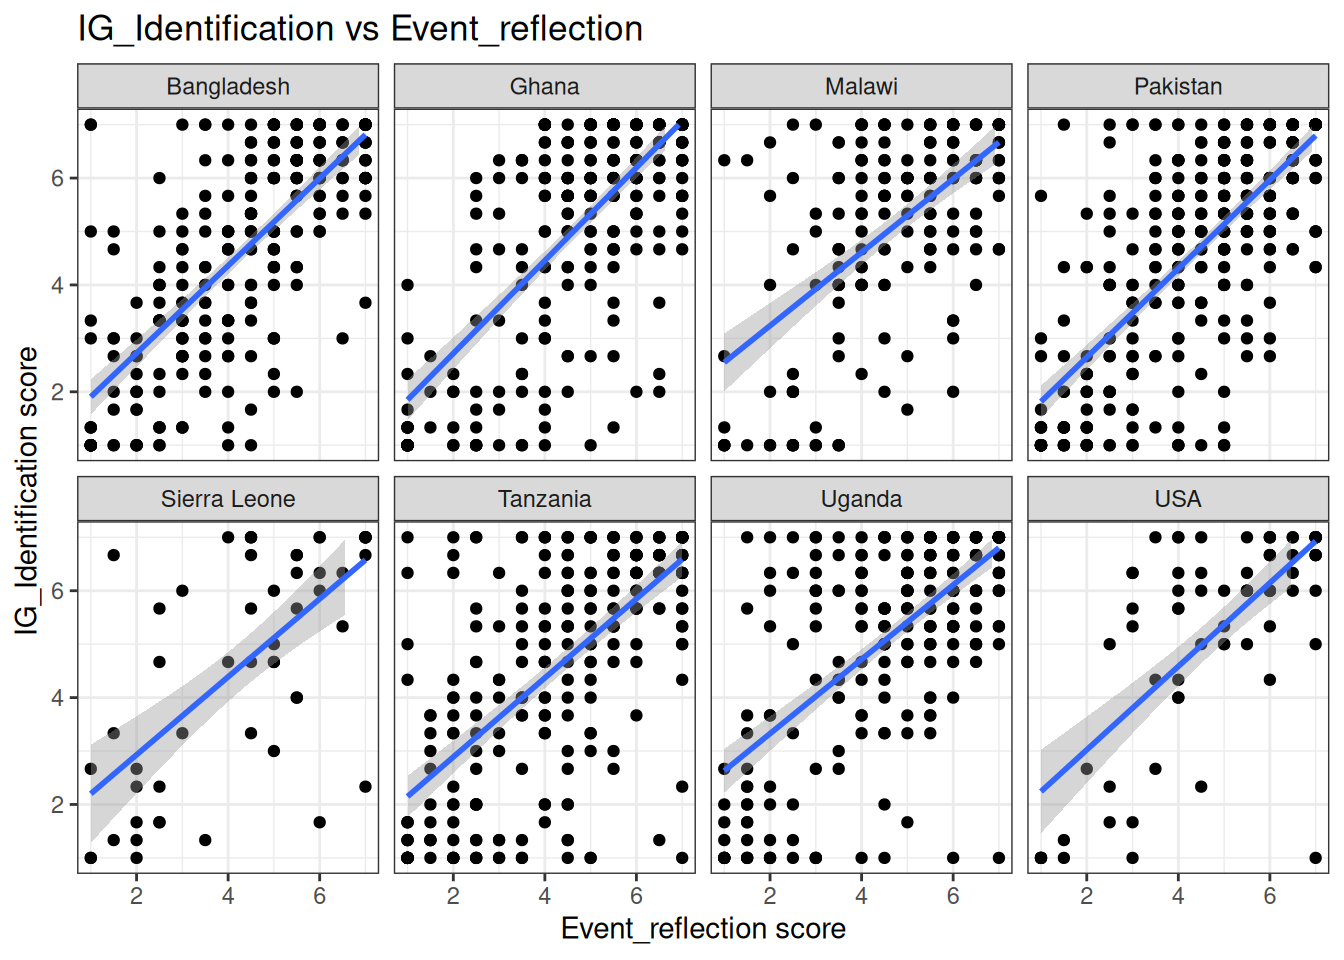 IG_Identification vs Event_reflection
Bangladesh Ghana Malawi Pakistan
6
4
2
Sierra Leone Tanzania Uganda USA
6
4
2
2 4 6 2 4 6 2 4 6 2 4 6
Event_reflection score
IG_Identification score